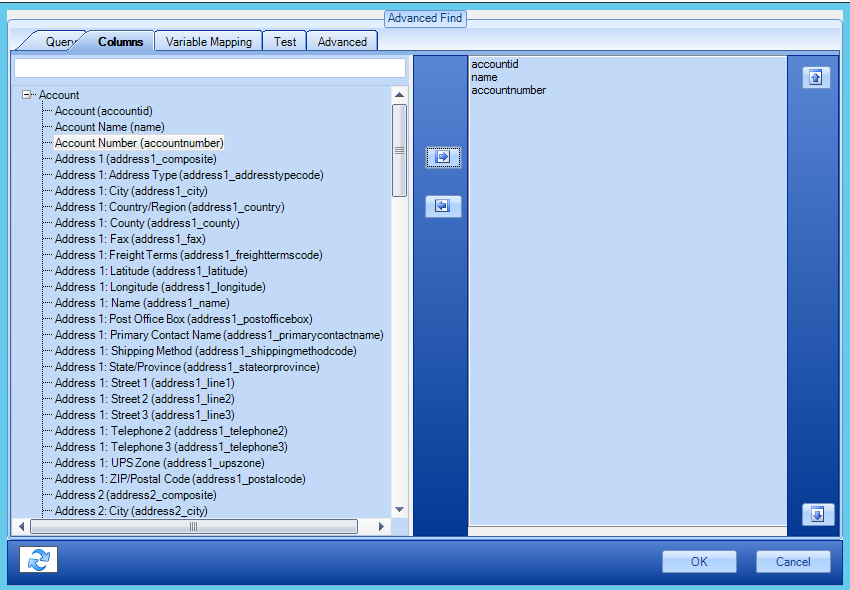 Advanced Find
Query Columns Variable Mapping Test Advanced
Account
Account (accountid)
Account Name (name)
Account Number (accountnumber)
Address 1 (address1_composite)
Address 1: Address Type (address1_addresstypecode)
Address 1: City (address1_city)
Address 1: Country/Region (address1_country)
Address 1: County (address1_county)
Address 1: Fax (address1_fax)
Address 1: Freight Terms (address1_freighttermscode)
Address 1: Latitude (address1_latitude)
Address 1: Longitude (address1_longitude)
Address 1: Name (address1_name)
Address 1: Post Office Box (address1_postofficebox)
Address 1: Primary Contact Name (address1_primarycontactname)
Address 1: Shipping Method (address1_shippingmethodcode)
Address 1: State/Province (address1_stateorprovince)
Address 1: Street 1 (address1_line1)
Address 1: Street 2 (address1_line2)
Address 1: Street 3 (address1_line3)
Address 1: Telephone 2 (address1_telephone2)
Address 1: Telephone 3 (address1_telephone3)
Address 1: UPS Zone (address1_upszone)
Address 1: ZIP/Postal Code (address1_postalcode)
Address 2 (address2_composite)
Address 2: City (address2_city)
accountid
name
accountnumber
OK Cancel